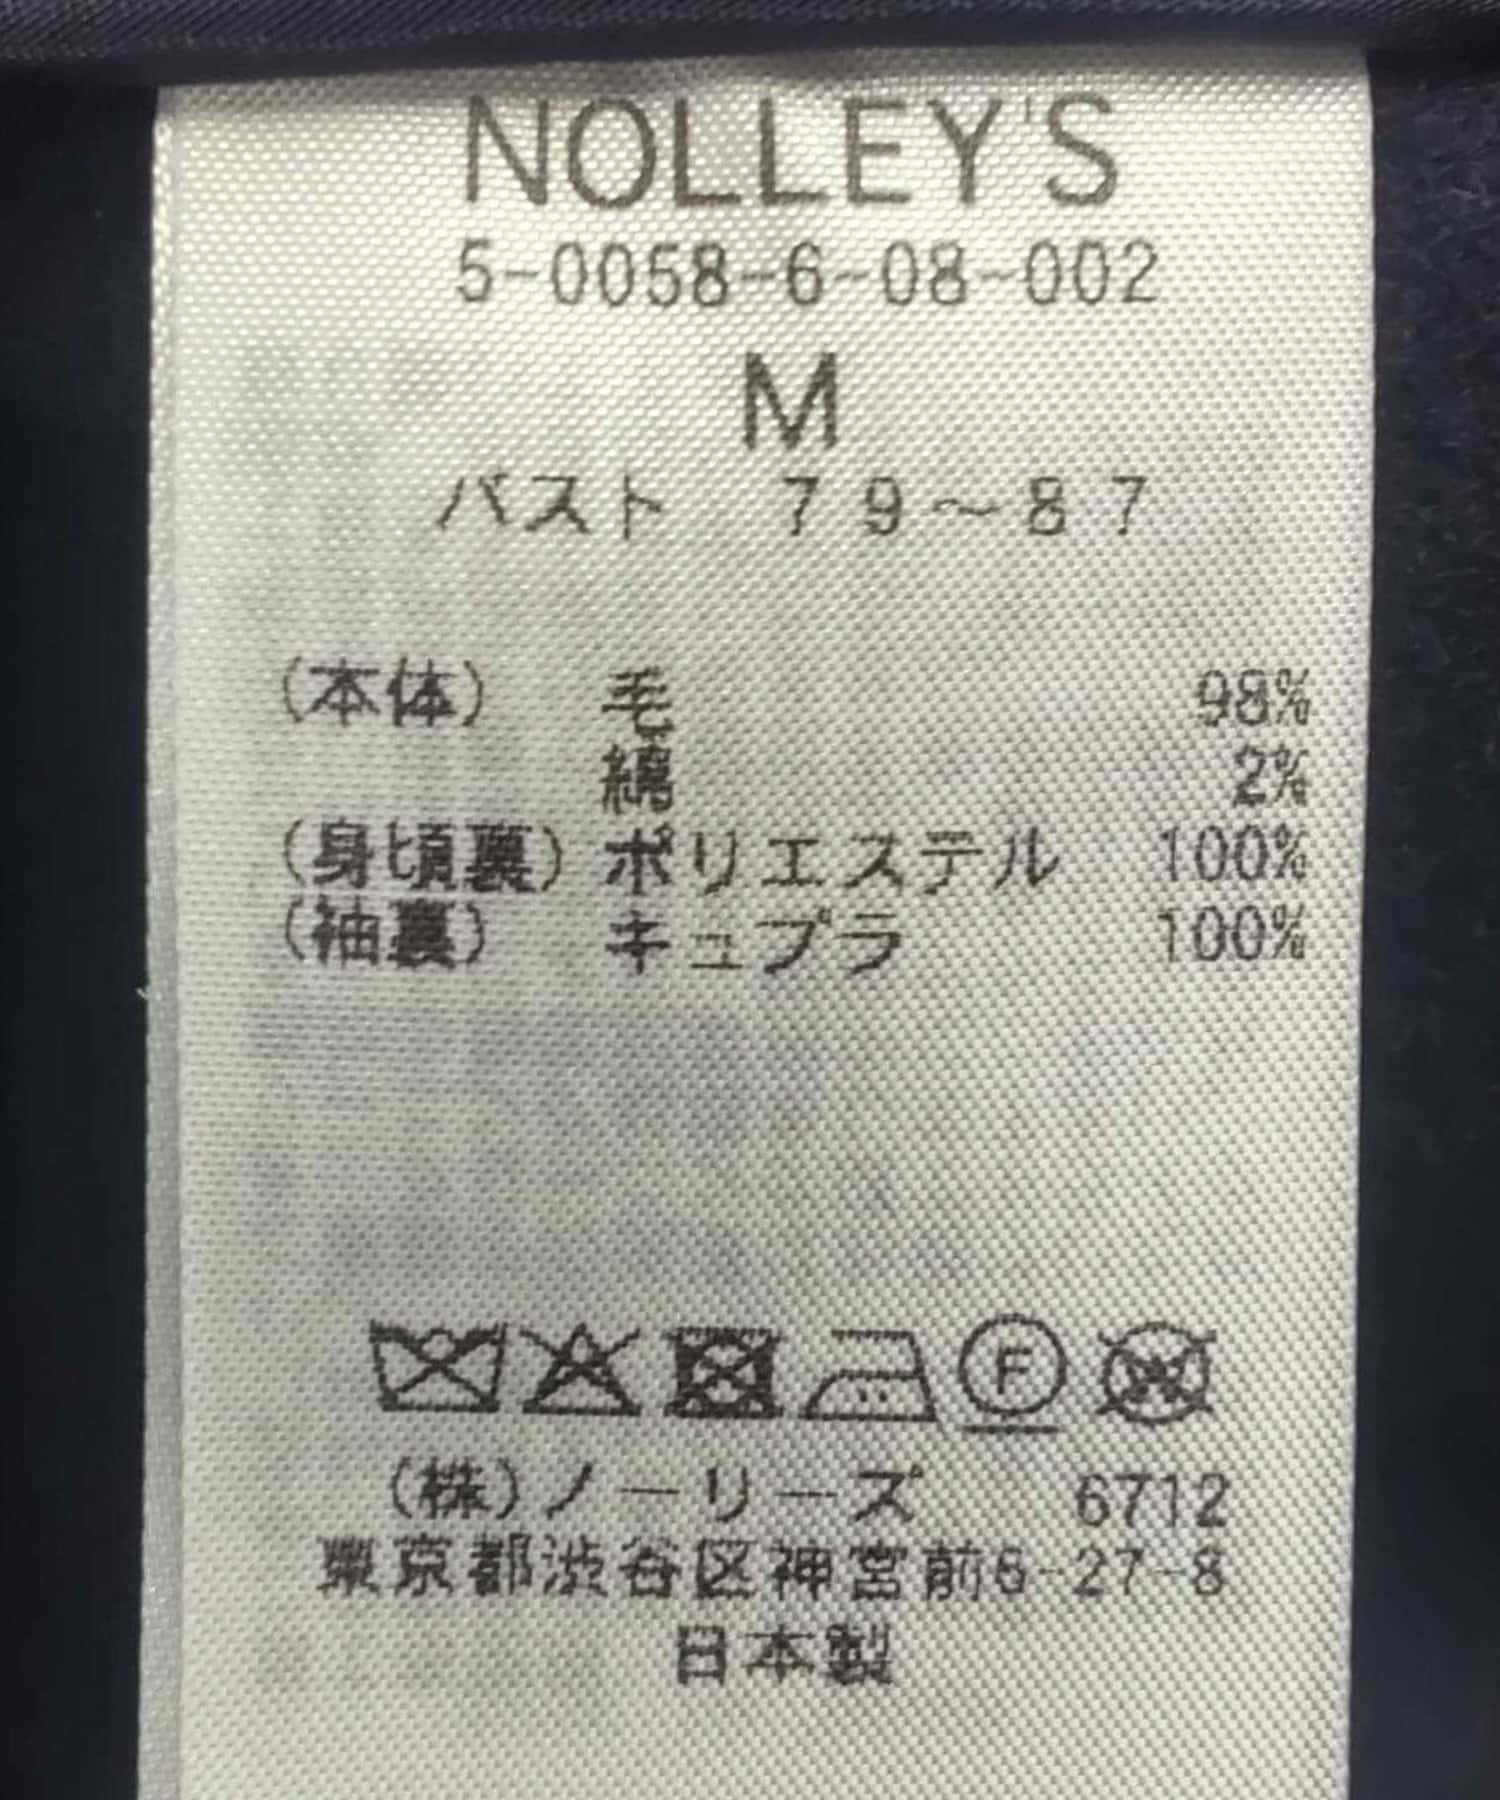 NOLLEY'S
5-0058-6-08-002
M
バスト 79～87
(本体) 毛 98%
綿 2%
(身頃裏) ポリエステル 100%
(袖裏) キュプラ 100%
F
W
(株)ノーリーズ 6712
東京都渋谷区神宮前6-27-8
日本製